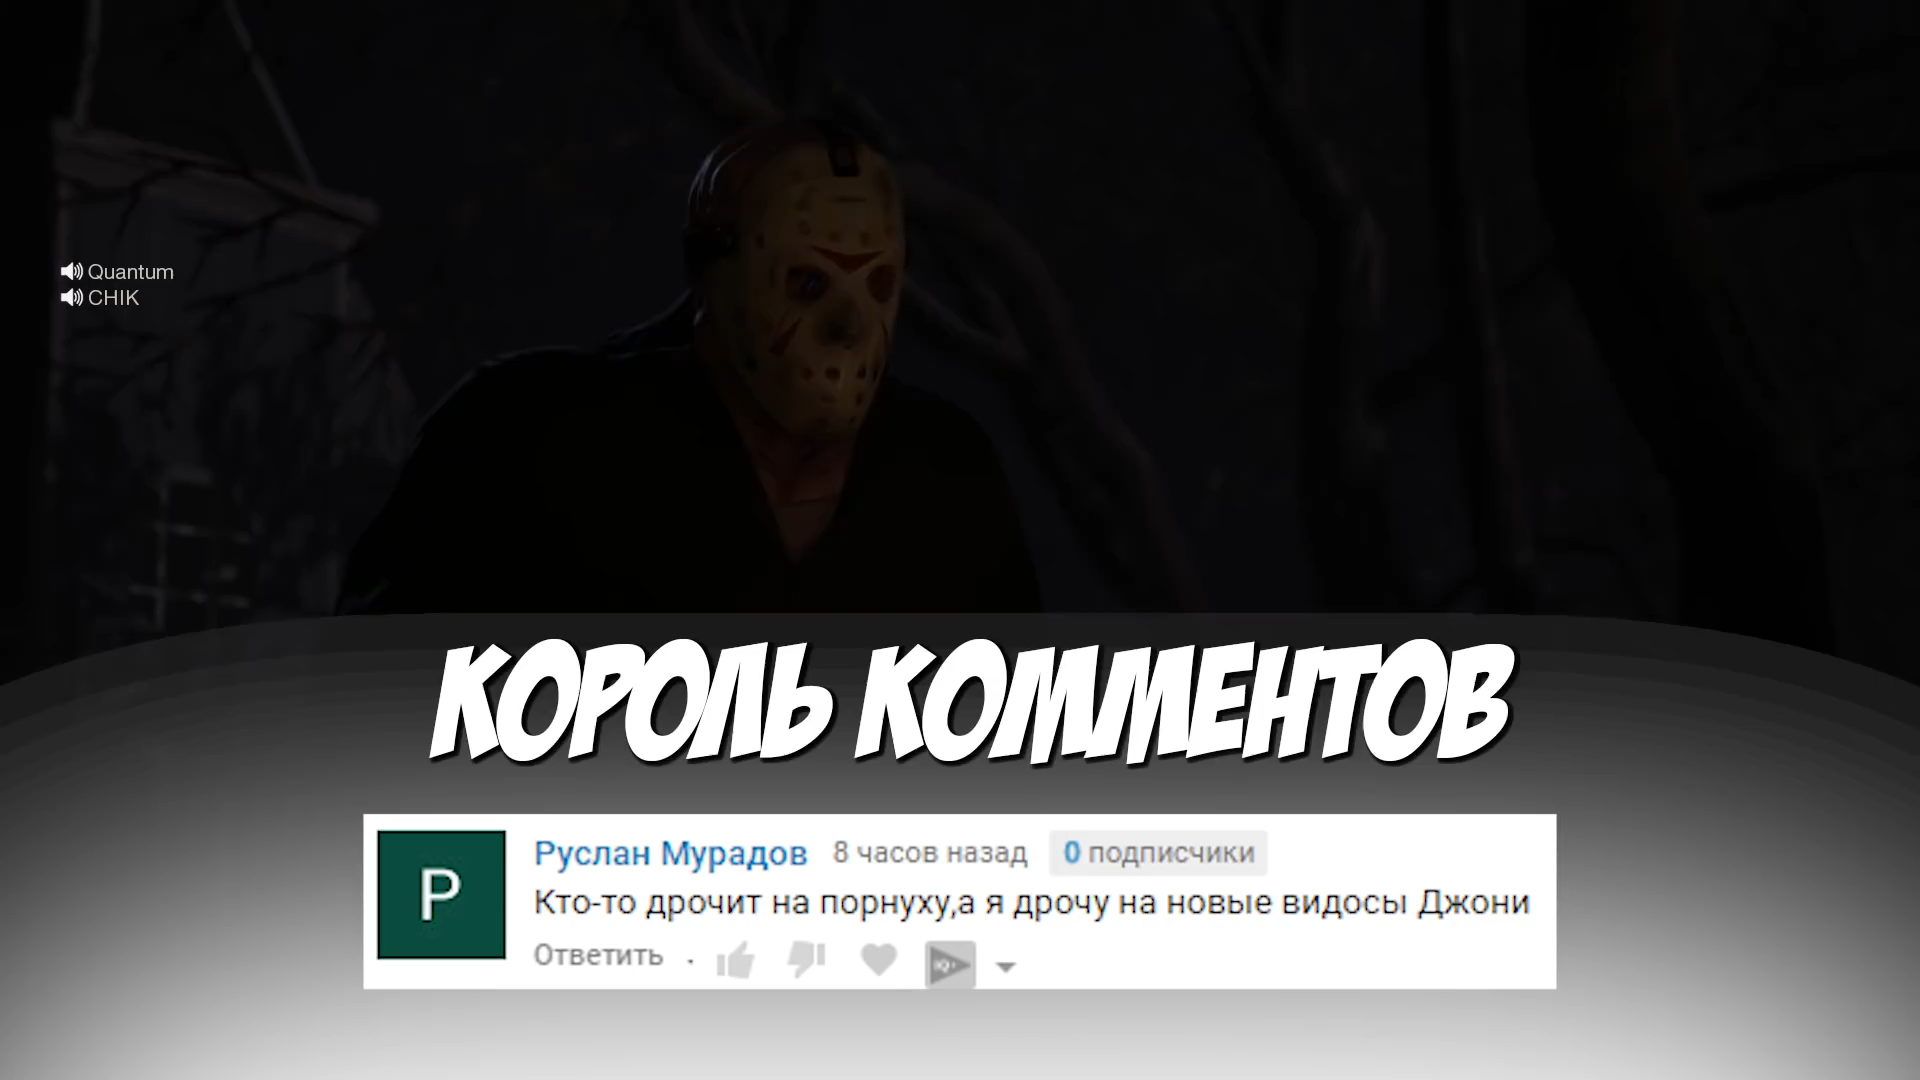 Quantum
CHIK
КОРОЛЬ КОММЕНТОВ
Р
Руслан Мурадов 8 часов назад 0 подписчики
Кто-то дрочит на порнуху,а я дрочу на новые видосы Джони
Ответить ·